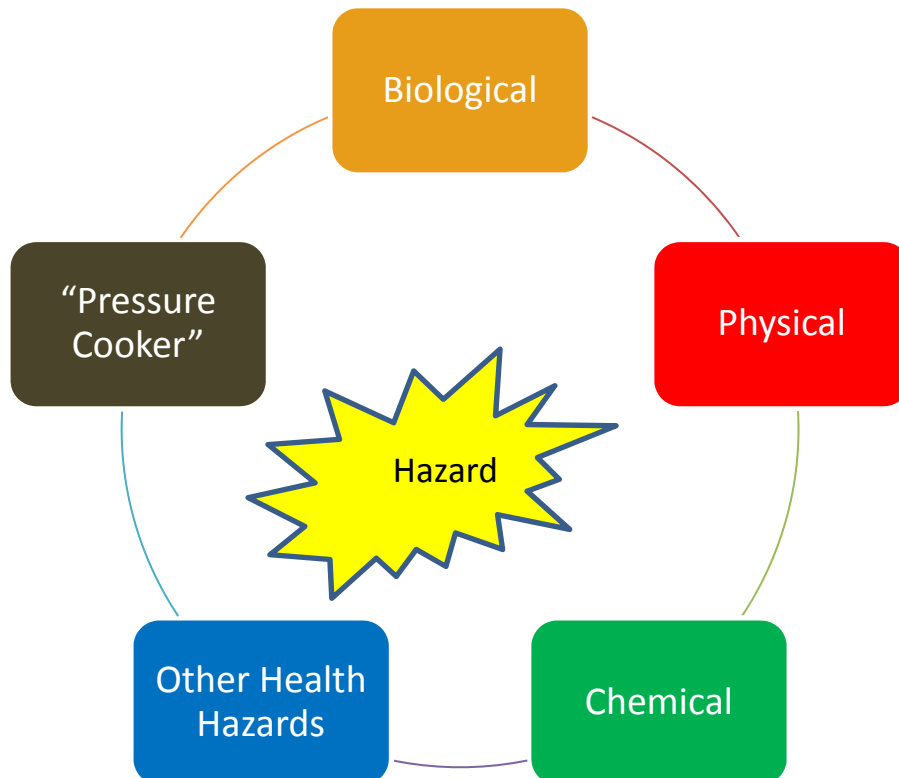 Biological
“Pressure
Cooker”
Physical
Hazard
Other Health
Hazards
Chemical